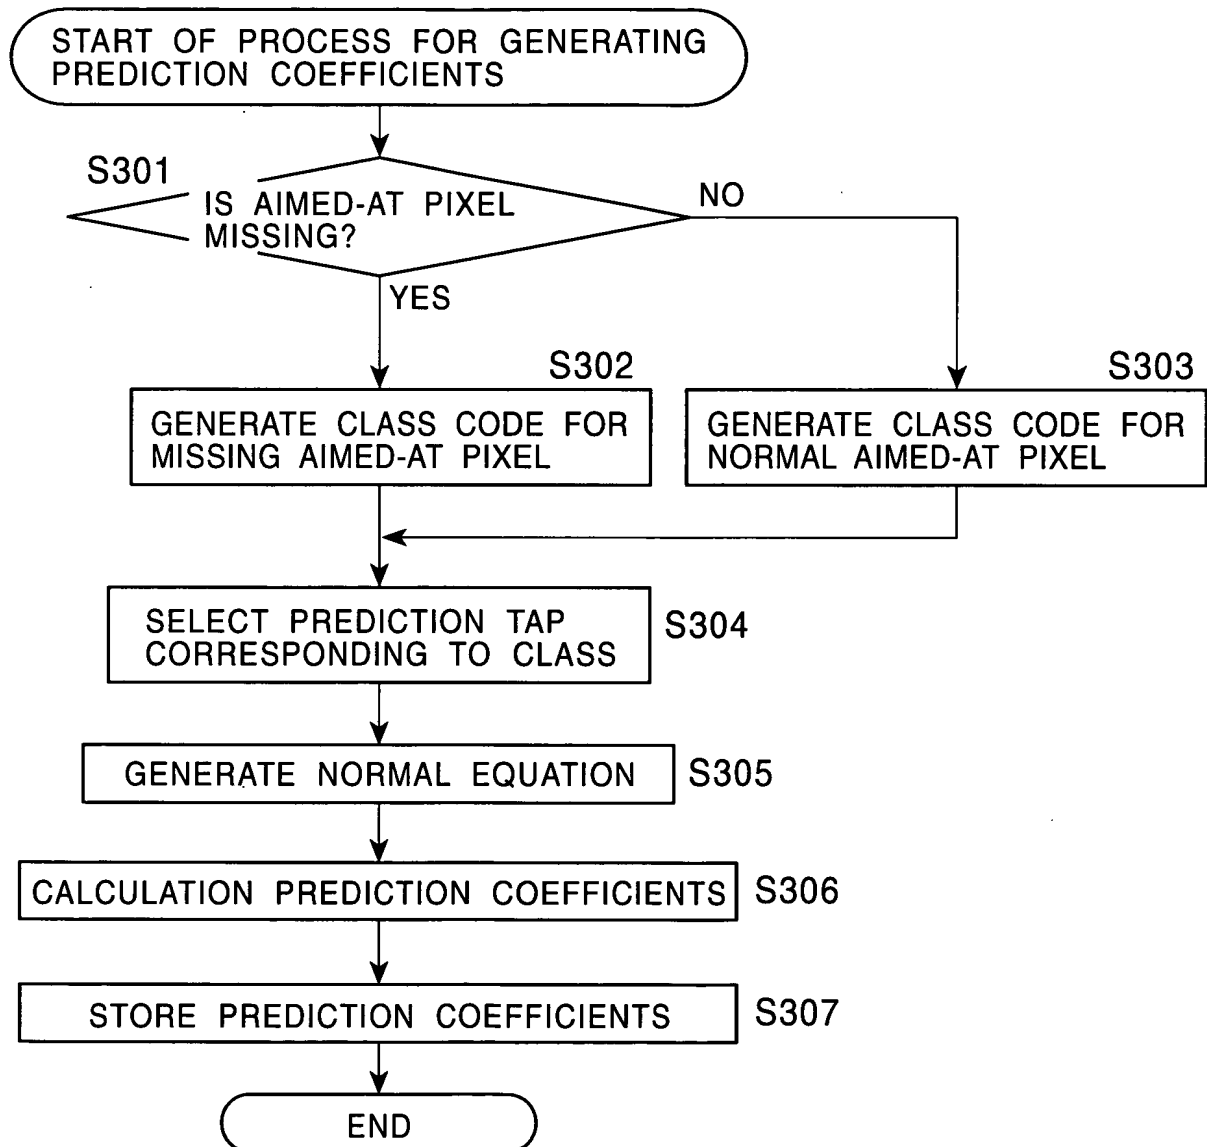 START OF PROCESS FOR GENERATING
PREDICTION COEFFICIENTS
S301
IS AIMED-AT PIXEL
MISSING?
NO
YES
S302
GENERATE CLASS CODE FOR
MISSING AIMED-AT PIXEL
S303
GENERATE CLASS CODE FOR
NORMAL AIMED-AT PIXEL
SELECT PREDICTION TAP
CORRESPONDING TO CLASS
S304
GENERATE NORMAL EQUATION
S305
CALCULATION PREDICTION COEFFICIENTS
S306
STORE PREDICTION COEFFICIENTS
S307
END